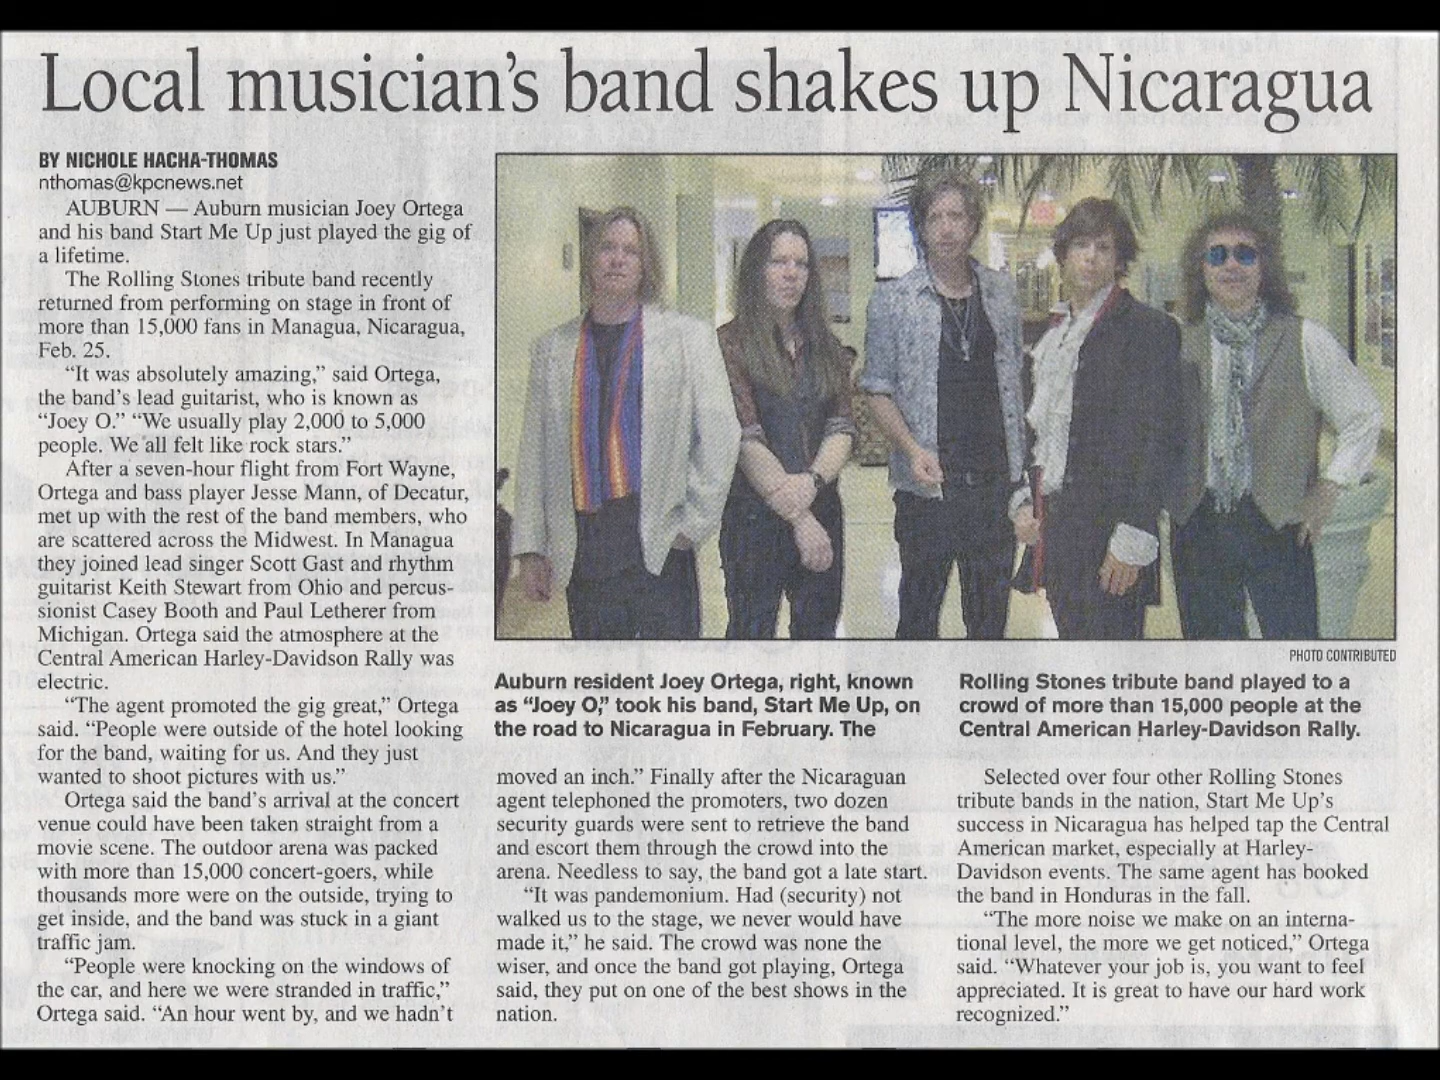 Local musician's band shakes up Nicaragua
BY NICHOLE HACHA-THOMAS
nthomas@kpcnews.net
AUBURN — Auburn musician Joey Ortega
and his band Start Me Up just played the gig of
a lifetime.
The Rolling Stones tribute band recently
returned from performing on stage in front of
more than 15,000 fans in Managua, Nicaragua,
Feb. 25.
“It was absolutely amazing,” said Ortega,
the band's lead guitarist, who is known as
“Joey O.” “We usually play 2,000 to 5,000
people. We all felt like rock stars.”
After a seven-hour flight from Fort Wayne,
Ortega and bass player Jesse Mann, of Decatur,
met up with the rest of the band members, who
are scattered across the Midwest. In Managua
they joined lead singer Scott Gast and rhythm
guitarist Keith Stewart from Ohio and percus-
sionist Casey Booth and Paul Letherer from
Michigan. Ortega said the atmosphere at the
Central American Harley-Davidson Rally was
electric.
“The agent promoted the gig great,” Ortega
said. “People were outside of the hotel looking
for the band, waiting for us. And they just
wanted to shoot pictures with us.”
Ortega said the band's arrival at the concert
venue could have been taken straight from a
movie scene. The outdoor arena was packed
with more than 15,000 concert-goers, while
thousands more were on the outside, trying to
get inside, and the band was stuck in a giant
traffic jam.
“People were knocking on the windows of
the car, and here we were stranded in traffic,”
Ortega said. “An hour went by, and we hadn't
PHOTO CONTRIBUTED
Auburn resident Joey Ortega, right, known
as “Joey O,” took his band, Start Me Up, on
the road to Nicaragua in February. The
Rolling Stones tribute band played to a
crowd of more than 15,000 people at the
Central American Harley-Davidson Rally.
moved an inch.” Finally after the Nicaraguan
agent telephoned the promoters, two dozen
security guards were sent to retrieve the band
and escort them through the crowd into the
arena. Needless to say, the band got a late start.
“It was pandemonium. Had (security) not
walked us to the stage, we never would have
made it,” he said. The crowd was none the
wiser, and once the band got playing, Ortega
said, they put on one of the best shows in the
nation.
Selected over four other Rolling Stones
tribute bands in the nation, Start Me Up's
success in Nicaragua has helped tap the Central
American market, especially at Harley-
Davidson events. The same agent has booked
the band in Honduras in the fall.
“The more noise we make on an interna-
tional level, the more we get noticed,” Ortega
said. “Whatever your job is, you want to feel
appreciated. It is great to have our hard work
recognized.”